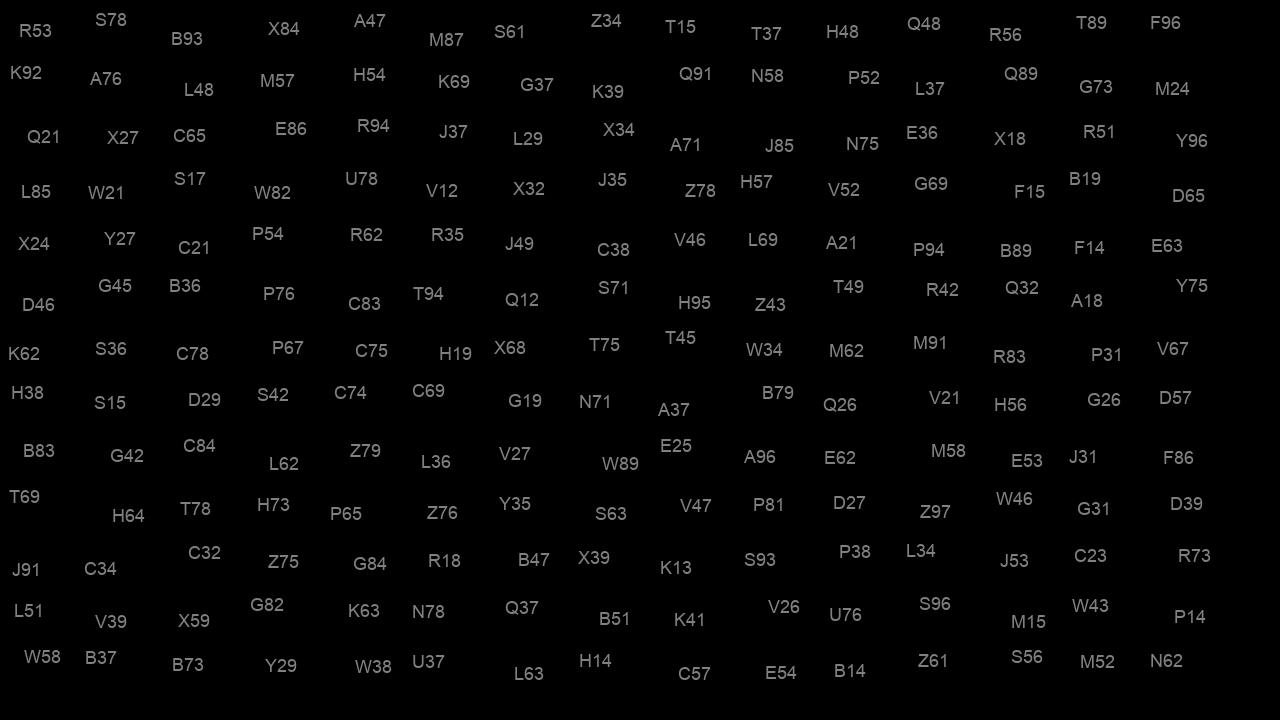 R53 S78 B93 X84 A47 M87 S61 Z34 T15 T37 H48 Q48 R56 T89 F96
K92 A76 L48 M57 H54 K69 G37 K39 Q91 N58 P52 L37 Q89 G73 M24
Q21 X27 C65 E86 R94 J37 L29 X34 A71 J85 N75 E36 X18 R51 Y96
L85 W21 S17 W82 U78 V12 X32 J35 Z78 H57 V52 G69 F15 B19 D65
X24 Y27 C21 P54 R62 R35 J49 C38 V46 L69 A21 P94 B89 F14 E63
D46 G45 B36 P76 C83 T94 Q12 S71 H95 Z43 T49 R42 Q32 A18 Y75
K62 S36 C78 P67 C75 H19 X68 T75 T45 W34 M62 M91 R83 P31 V67
H38 S15 D29 S42 C74 C69 G19 N71 A37 B79 Q26 V21 H56 G26 D57
B83 G42 C84 L62 Z79 L36 V27 W89 E25 A96 E62 M58 E53 J31 F86
T69 H64 T78 H73 P65 Z76 Y35 S63 V47 P81 D27 Z97 W46 G31 D39
J91 C34 C32 Z75 G84 R18 B47 X39 K13 S93 P38 L34 J53 C23 R73
L51 V39 X59 G82 K63 N78 Q37 B51 K41 V26 U76 S96 M15 W43 P14
W58 B37 B73 Y29 W38 U37 L63 H14 C57 E54 B14 Z61 S56 M52 N62